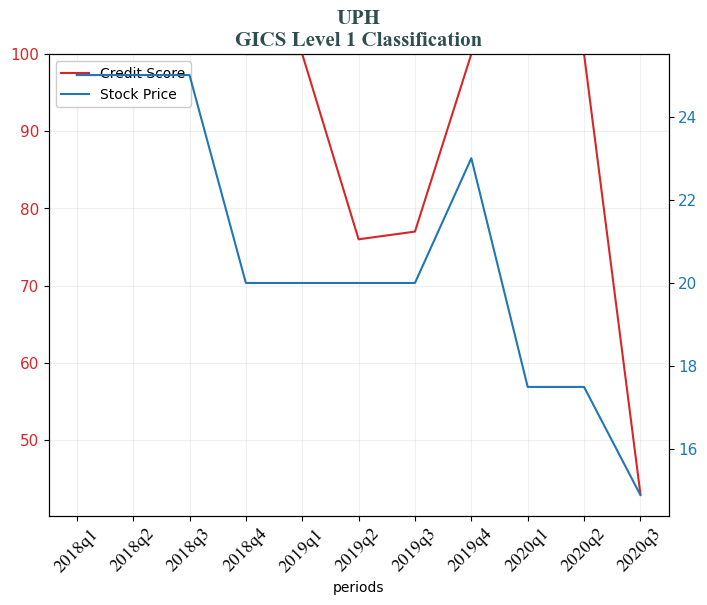 UPH
GICS Level 1 Classification
Credit Score
Stock Price
100
90
80
70
60
50
24
22
20
18
16
2018q1
2018q2
2018q3
2018q4
2019q1
2019q2
2019q3
2019q4
2020q1
2020q2
2020q3
periods